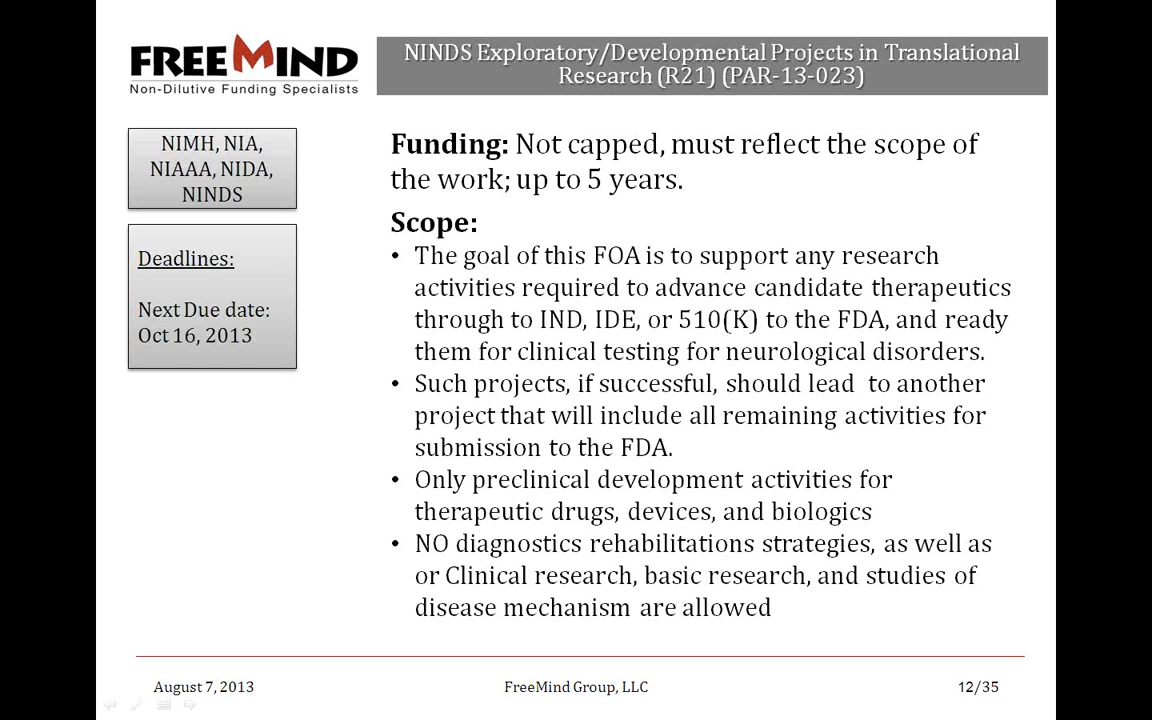 FREEMIND
Non-Dilutive Funding Specialists
NINDS Exploratory/Developmental Projects in Translational
Research (R21) (PAR-13-023)
NIMH, NIA,
NIAAA, NIDA,
NINDS
Deadlines:
Next Due date:
Oct 16, 2013
Funding: Not capped, must reflect the scope of
the work; up to 5 years.
Scope:
• The goal of this FOA is to support any research
activities required to advance candidate therapeutics
through to IND, IDE, or 510(K) to the FDA, and ready
them for clinical testing for neurological disorders.
• Such projects, if successful, should lead to another
project that will include all remaining activities for
submission to the FDA.
• Only preclinical development activities for
therapeutic drugs, devices, and biologics
• NO diagnostics rehabilitations strategies, as well as
or Clinical research, basic research, and studies of
disease mechanism are allowed
August 7, 2013
FreeMind Group, LLC
12/35